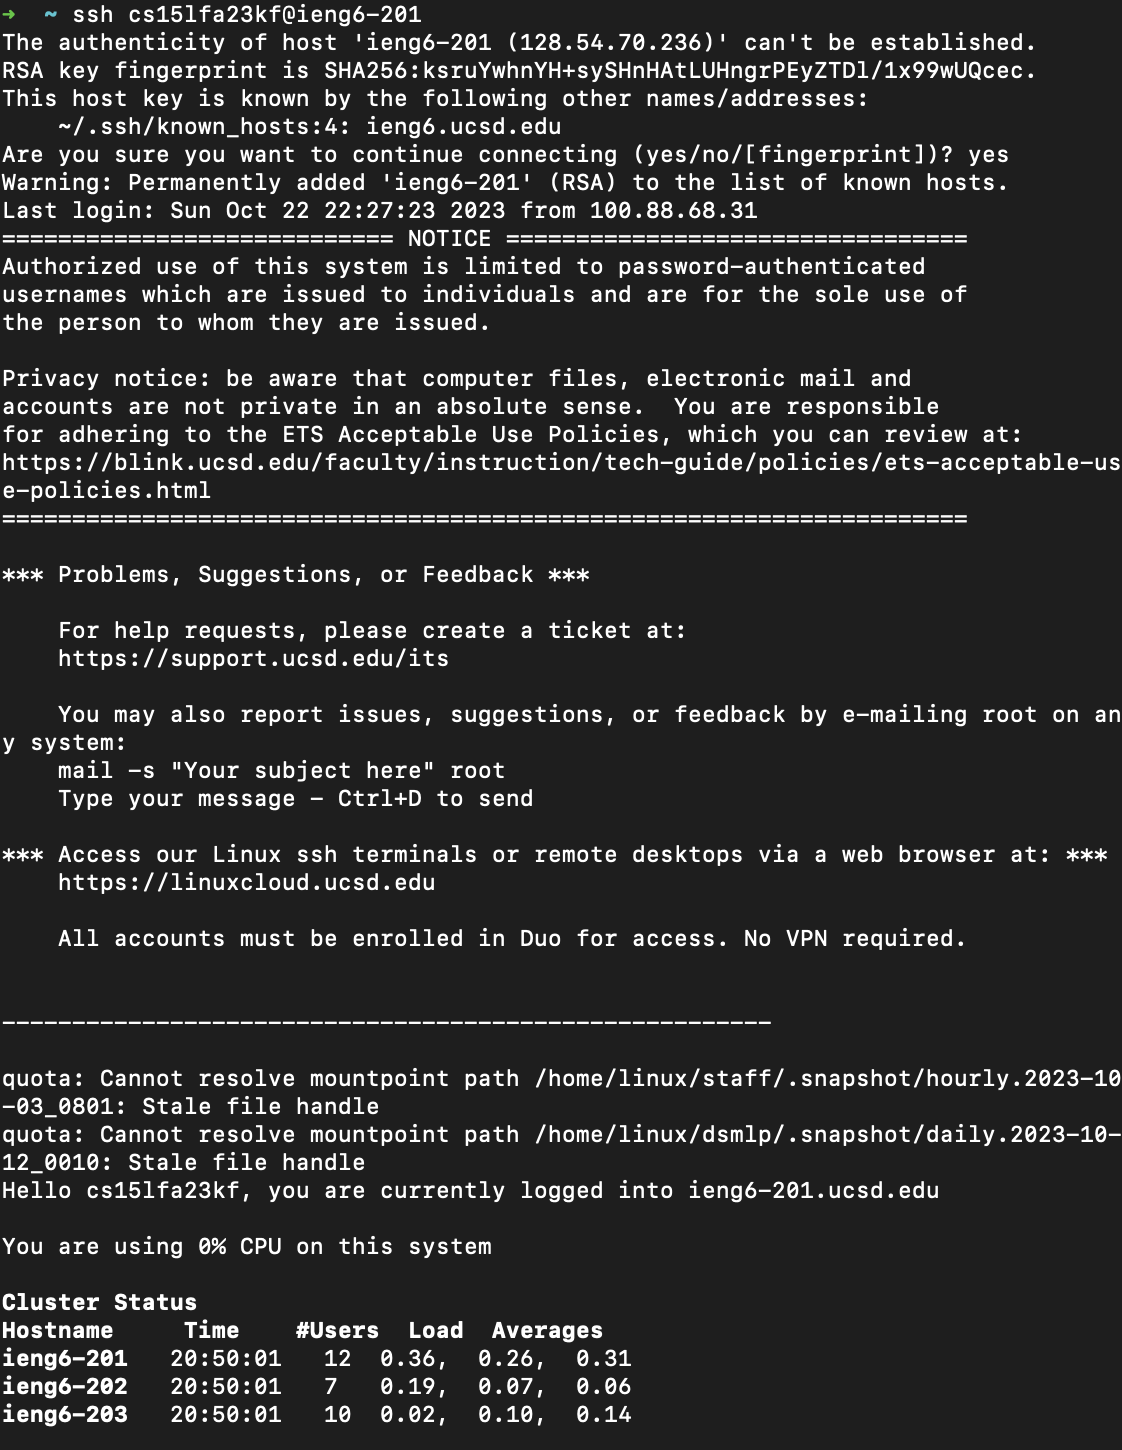 ➜  ~ ssh cs15lfa23kf@ieng6-201
The authenticity of host 'ieng6-201 (128.54.70.236)' can't be established.
RSA key fingerprint is SHA256:ksruYwhnYH+sySHnHAtLUHngrPEyZTDl/1x99wUQcec.
This host key is known by the following other names/addresses:
    ~/.ssh/known_hosts:4: ieng6.ucsd.edu
Are you sure you want to continue connecting (yes/no/[fingerprint])? yes
Warning: Permanently added 'ieng6-201' (RSA) to the list of known hosts.
Last login: Sun Oct 22 22:27:23 2023 from 100.88.68.31
============================ NOTICE =================================
Authorized use of this system is limited to password-authenticated
usernames which are issued to individuals and are for the sole use of
the person to whom they are issued.

Privacy notice: be aware that computer files, electronic mail and
accounts are not private in an absolute sense.  You are responsible
for adhering to the ETS Acceptable Use Policies, which you can review at:
https://blink.ucsd.edu/faculty/instruction/tech-guide/policies/ets-acceptable-us
e-policies.html
=====================================================================

*** Problems, Suggestions, or Feedback ***

    For help requests, please create a ticket at:
    https://support.ucsd.edu/its

    You may also report issues, suggestions, or feedback by e-mailing root on an
y system:
    mail -s "Your subject here" root
    Type your message - Ctrl+D to send

*** Access our Linux ssh terminals or remote desktops via a web browser at: ***
    https://linuxcloud.ucsd.edu

    All accounts must be enrolled in Duo for access. No VPN required.


-------------------------------------------------------

quota: Cannot resolve mountpoint path /home/linux/staff/.snapshot/hourly.2023-10
-03_0801: Stale file handle
quota: Cannot resolve mountpoint path /home/linux/dsmlp/.snapshot/daily.2023-10-
12_0010: Stale file handle
Hello cs15lfa23kf, you are currently logged into ieng6-201.ucsd.edu

You are using 0% CPU on this system

Cluster Status
Hostname     Time    #Users  Load  Averages
ieng6-201   20:50:01   12  0.36,  0.26,  0.31
ieng6-202   20:50:01   7   0.19,  0.07,  0.06
ieng6-203   20:50:01   10  0.02,  0.10,  0.14